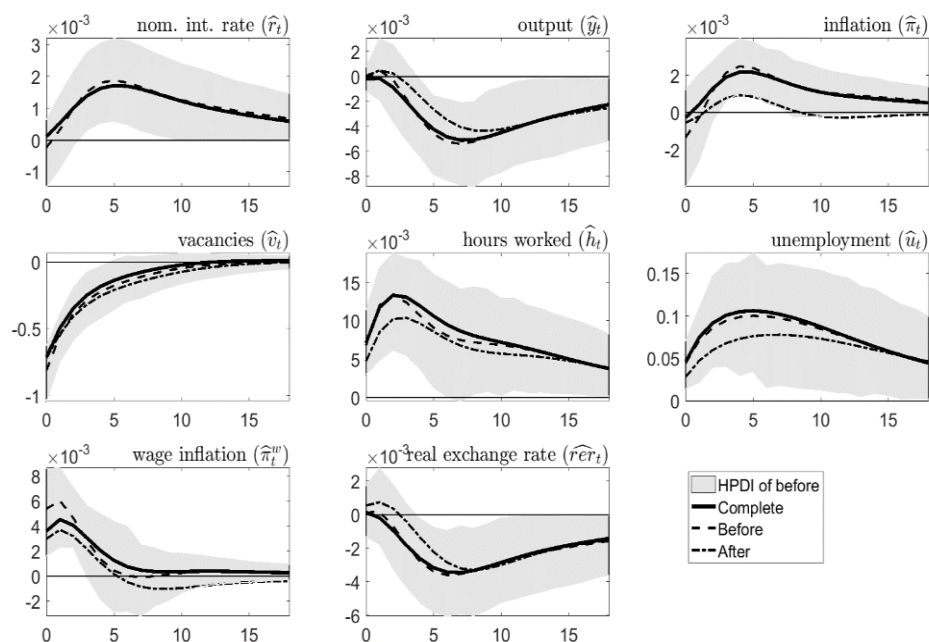 ×10⁻³ nom. int. rate (r̂ₜ)
3
2
1
0
-1
0 5 10 15
×10⁻³ output (ŷₜ)
0
-2
-4
-6
-8
0 5 10 15
×10⁻³ inflation (π̂ₜ)
4
2
0
-2
0 5 10 15
vacancies (v̂ₜ)
0
-0.5
-1
0 5 10 15
×10⁻³ hours worked (ĥₜ)
15
10
5
0
0 5 10 15
unemployment (ûₜ)
0.15
0.1
0.05
0
0 5 10 15
wage inflation (π̂ₜʷ)
×10⁻³
8
6
4
2
0
-2
0 5 10 15
×10⁻³ real exchange rate (r̂erₜ)
0
-2
-4
-6
0 5 10 15
HPDI of before
Complete
Before
After